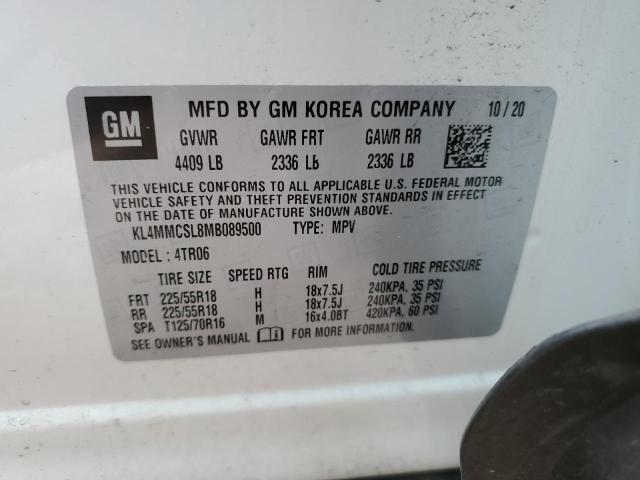 GM
MFD BY GM KOREA COMPANY 10/20
GVWR GAWR FRT GAWR RR
4409 LB 2336 LB 2336 LB
THIS VEHICLE CONFORMS TO ALL APPLICABLE U.S. FEDERAL MOTOR
VEHICLE SAFETY AND THEFT PREVENTION STANDARDS IN EFFECT
ON THE DATE OF MANUFACTURE SHOWN ABOVE.
KL4MMCSL8MB089500 TYPE: MPV
MODEL: 4TR06
TIRE SIZE SPEED RTG RIM COLD TIRE PRESSURE
FRT 225/55R18 H 18x7.5J 240KPA, 35 PSI
RR 225/55R18 H 18x7.5J 240KPA, 35 PSI
SPA T125/70R16 M 16x4.0BT 420KPA, 60 PSI
SEE OWNER'S MANUAL FOR MORE INFORMATION.